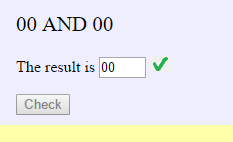 00 AND 00
The result is 00
Check